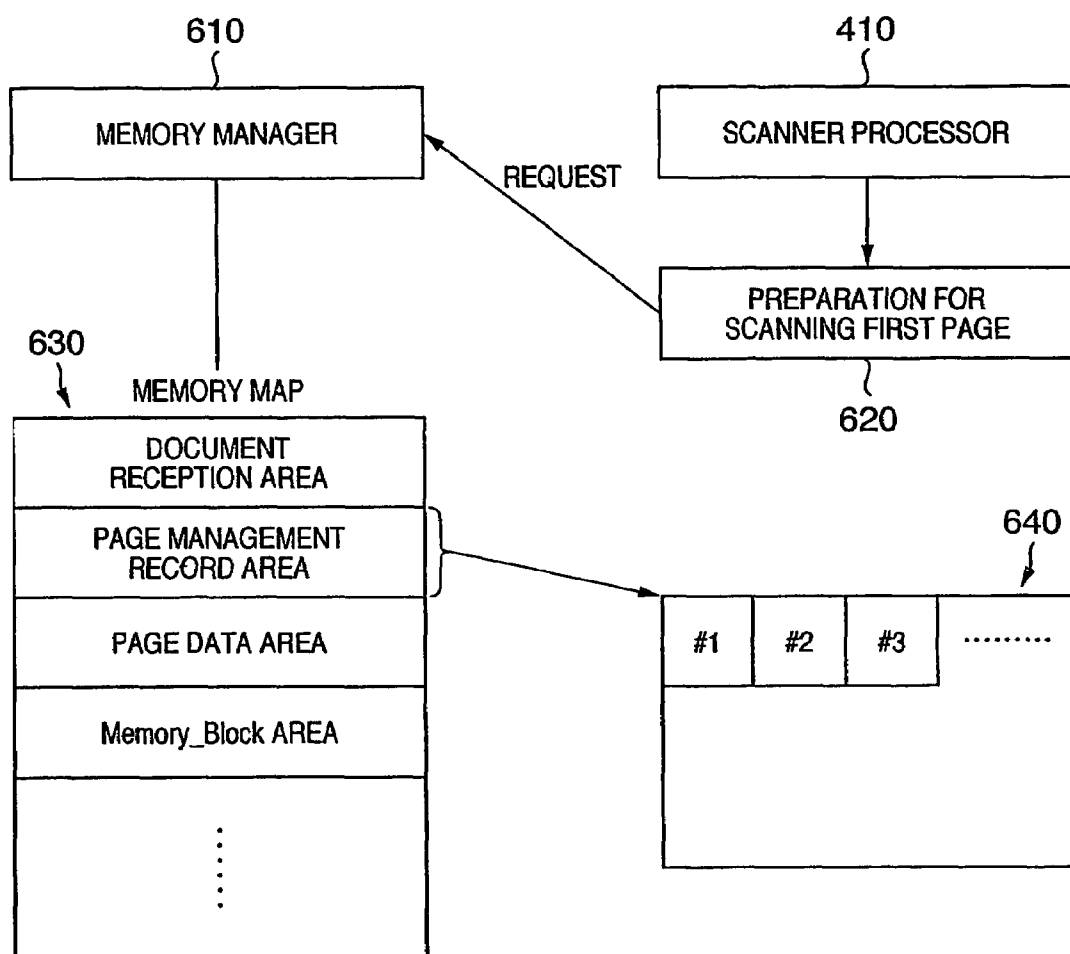 610
410
MEMORY MANAGER
SCANNER PROCESSOR
REQUEST
PREPARATION FOR
SCANNING FIRST PAGE
620
630
MEMORY MAP
DOCUMENT
RECEPTION AREA
PAGE MANAGEMENT
RECORD AREA
PAGE DATA AREA
Memory_Block AREA
640
#1 #2 #3 .........